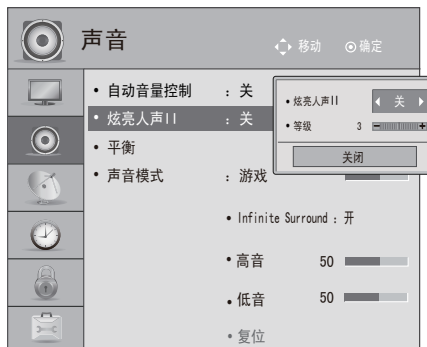 声音
移动 确定
• 自动音量控制 : 关
• 炫亮人声II : 关
• 炫亮人声II 关
• 等级 3
关闭
• 平衡
• 声音模式 : 游戏
• Infinite Surround : 开
• 高音 50
• 低音 50
• 复位